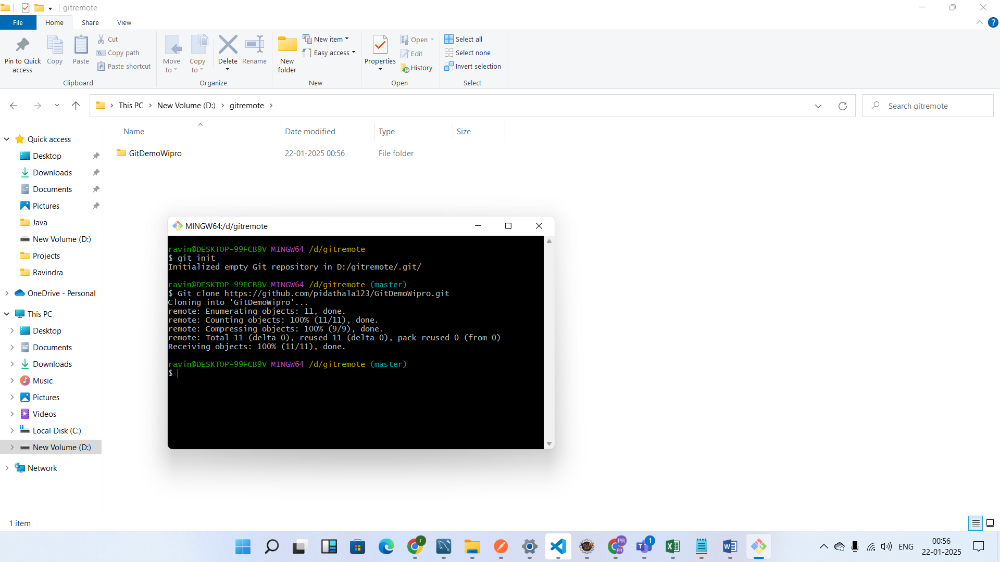 gitremote
File
Home
Share
View
Pin to Quick access
Copy
Paste
Cut
Copy path
Paste shortcut
Clipboard
Move to
Copy to
Delete
Rename
Organize
New folder
New item
Easy access
New
Properties
Open
Edit
History
Open
Select all
Select none
Invert selection
Select
This PC > New Volume (D:) > gitremote >
Search gitremote
Name
Date modified
Type
Size
GitDemoWipro
22-01-2025 00:56
File folder
Quick access
Desktop
Downloads
Documents
Pictures
Java
New Volume (D:)
Projects
Ravindra
OneDrive - Personal
This PC
Desktop
Documents
Downloads
Music
Pictures
Videos
Local Disk (C:)
New Volume (D:)
Network
MINGW64:/d/gitremote
ravin@DESKTOP-99FCB9V MINGW64 /d/gitremote
$ git init
Initialized empty Git repository in D:/gitremote/.git/
ravin@DESKTOP-99FCB9V MINGW64 /d/gitremote (master)
$ Git clone https://github.com/pidathala123/GitDemoWipro.git
Cloning into 'GitDemoWipro'...
remote: Enumerating objects: 11, done.
remote: Counting objects: 100% (11/11), done.
remote: Compressing objects: 100% (9/9), done.
remote: Total 11 (delta 0), reused 11 (delta 0), pack-reused 0 (from 0)
Receiving objects: 100% (11/11), done.
ravin@DESKTOP-99FCB9V MINGW64 /d/gitremote (master)
$
1 item
r
PR
PR
1
ENG
00:56
22-01-2025